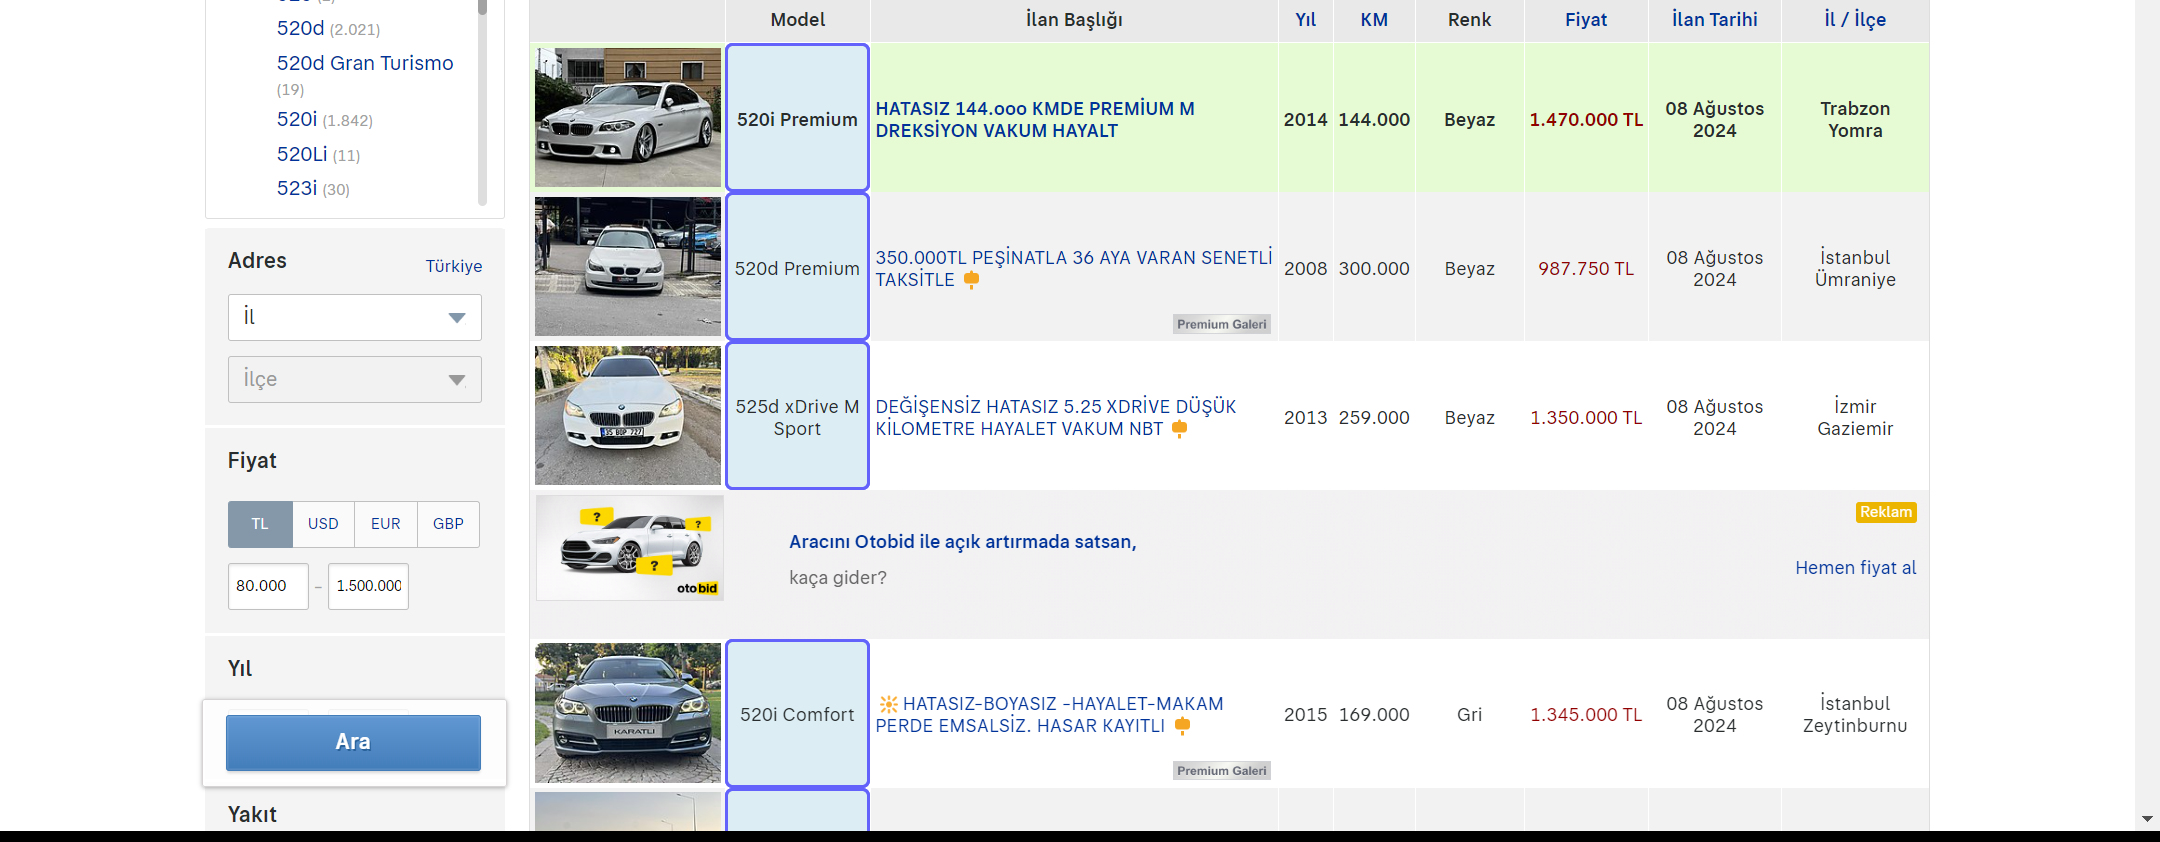 520d (2.021)
520d Gran Turismo
(19)
520i (1.842)
520Li (11)
523i (30)
Adres
Türkiye
İl
İlçe
Fiyat
TL
USD
EUR
GBP
80.000 - 1.500.000
Yıl
Ara
Yakıt
Model
İlan Başlığı
Yıl
KM
Renk
Fiyat
İlan Tarihi
İl / İlçe
520i Premium
HATASIZ 144.ooo KMDE PREMİUM M
DREKSİYON VAKUM HAYALT
2014
144.000
Beyaz
1.470.000 TL
08 Ağustos
2024
Trabzon
Yomra
520d Premium
350.000TL PEŞİNATLA 36 AYA VARAN SENETLİ
TAKSİTLE
Premium Galeri
2008
300.000
Beyaz
987.750 TL
08 Ağustos
2024
İstanbul
Ümraniye
35 BUP 727
525d xDrive M
Sport
DEĞİŞENSİZ HATASIZ 5.25 XDRİVE DÜŞÜK
KİLOMETRE HAYALET VAKUM NBT
2013
259.000
Beyaz
1.350.000 TL
08 Ağustos
2024
İzmir
Gaziemir
?
?
?
otobid
Aracını Otobid ile açık artırmada satsan,
kaça gider?
Reklam
Hemen fiyat al
KARATLI
520i Comfort
HATASIZ-BOYASIZ -HAYALET-MAKAM
PERDE EMSALSİZ. HASAR KAYITLI
Premium Galeri
2015
169.000
Gri
1.345.000 TL
08 Ağustos
2024
İstanbul
Zeytinburnu